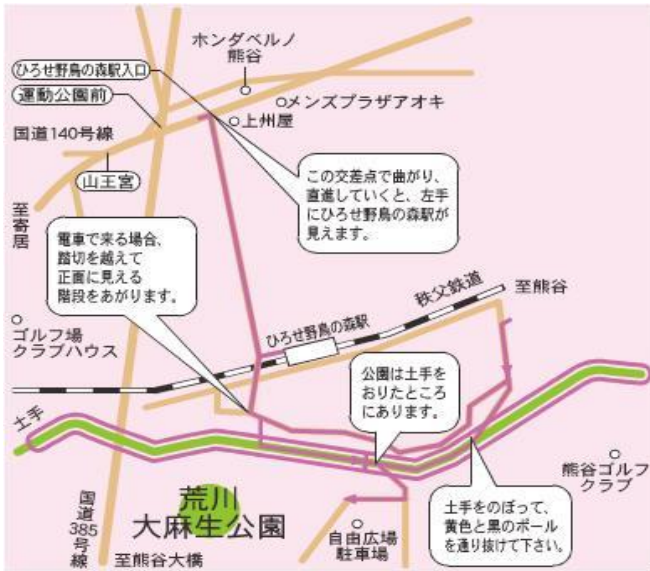 ホンダベルノ
熊谷
ひろせ野鳥の森駅入口
運動公園前
メンズプラザアオキ
上州屋
国道140号線
山王宮
至寄居
この交差点で曲がり、
直進していくと、左手
にひろせ野鳥の森駅が
見えます。
電車で来る場合、
踏切を越えて
正面に見える
階段をあがります。
秩父鉄道
至熊谷
ゴルフ場
クラブハウス
ひろせ野鳥の森駅
公園は土手を
おりたところ
にあります。
土手
熊谷ゴルフ
クラブ
荒川
大麻生公園
国道385号線
自由広場
駐車場
土手をのぼって、
黄色と黒のポール
を通り抜けて下さい。
至熊谷大橋